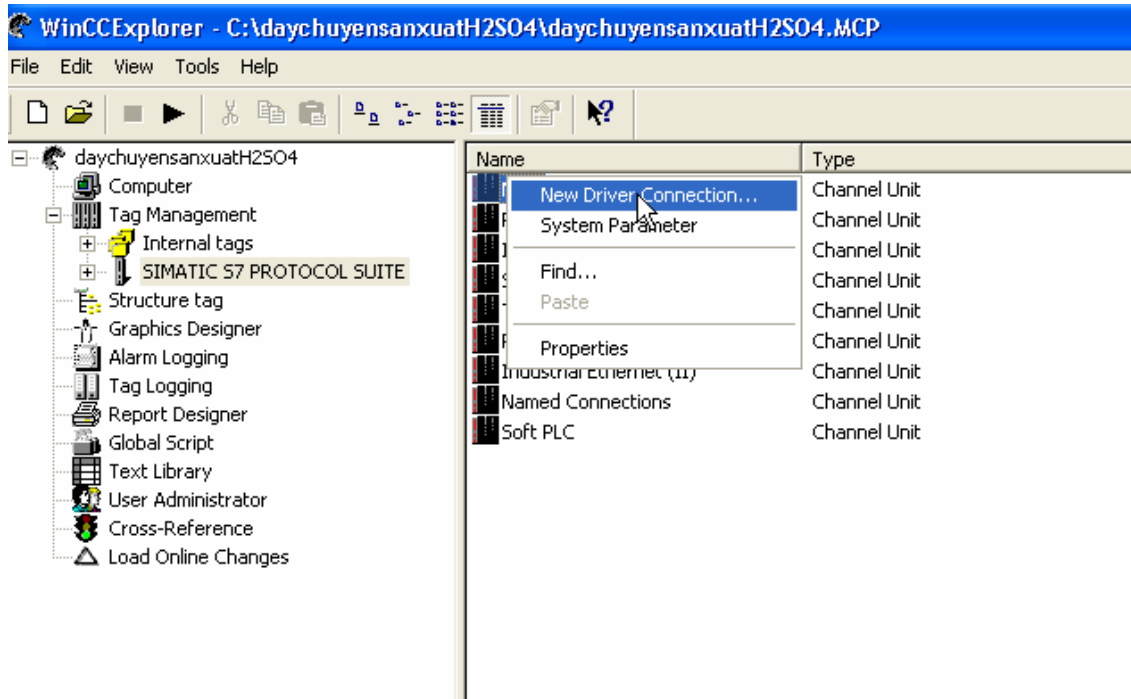 WinCCExplorer - C:\daychuyensanxuatH2SO4\daychuyensanxuatH2SO4.MCP
File Edit View Tools Help
daychuyensanxuatH2SO4
Computer
Tag Management
Internal tags
SIMATIC S7 PROTOCOL SUITE
Structure tag
Graphics Designer
Alarm Logging
Tag Logging
Report Designer
Global Script
Text Library
User Administrator
Cross-Reference
Load Online Changes
Name Type
Channel Unit
Channel Unit
Channel Unit
Channel Unit
Channel Unit
Channel Unit
Industrial Ethernet (II) Channel Unit
Named Connections Channel Unit
Soft PLC Channel Unit
New Driver Connection...
System Parameter
Find...
Paste
Properties